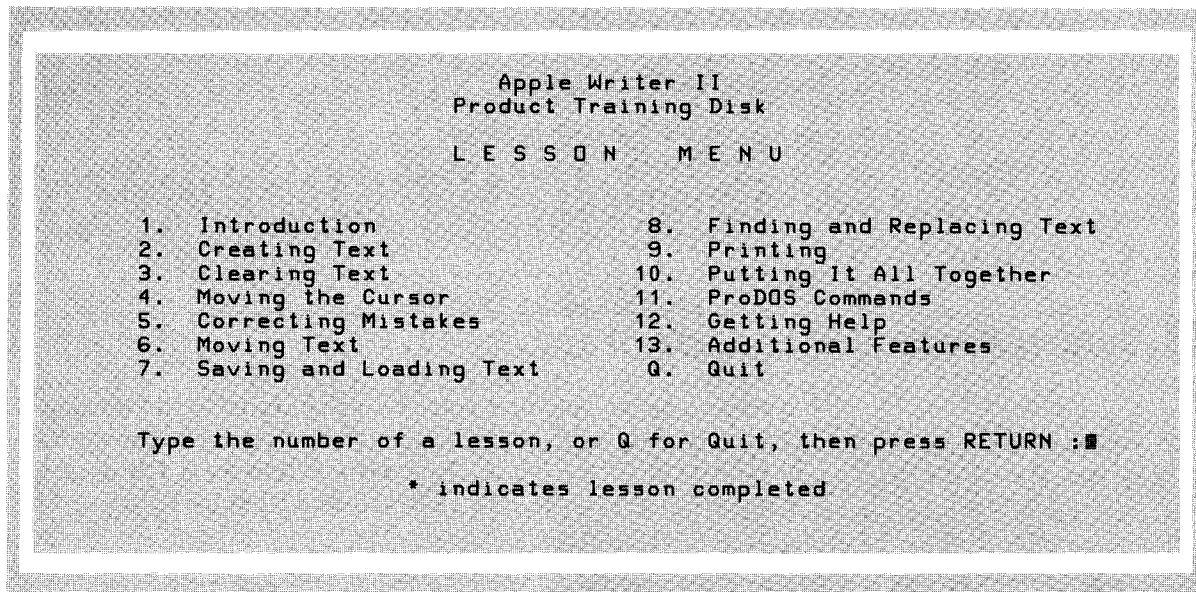 Apple Writer II
Product Training Disk
L E S S O N   M E N U
1. Introduction
2. Creating Text
3. Clearing Text
4. Moving the Cursor
5. Correcting Mistakes
6. Moving Text
7. Saving and Loading Text
8. Finding and Replacing Text
9. Printing
10. Putting It All Together
11. ProDOS Commands
12. Getting Help
13. Additional Features
Q. Quit
Type the number of a lesson, or Q for Quit, then press RETURN :
* indicates lesson completed